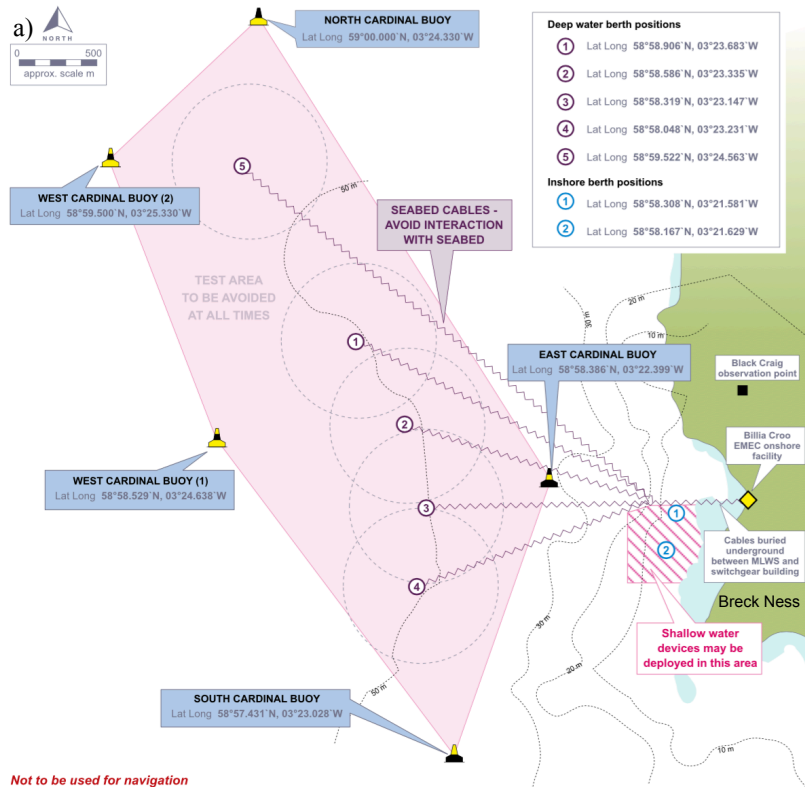 a)
NORTH
0 500
approx. scale m
NORTH CARDINAL BUOY
Lat Long 59°00.000`N, 03°24.330`W
Deep water berth positions
1 Lat Long 58°58.906`N, 03°23.683`W
2 Lat Long 58°58.586`N, 03°23.335`W
3 Lat Long 58°58.319`N, 03°23.147`W
4 Lat Long 58°58.048`N, 03°23.231`W
5 Lat Long 58°59.522`N, 03°24.563`W
Inshore berth positions
1 Lat Long 58°58.308`N, 03°21.581`W
2 Lat Long 58°58.167`N, 03°21.629`W
5
50 m
WEST CARDINAL BUOY (2)
Lat Long 58°59.500`N, 03°25.330`W
SEABED CABLES -
AVOID INTERACTION
WITH SEABED
TEST AREA
TO BE AVOIDED
AT ALL TIMES
20 m
30 m
10 m
1
EAST CARDINAL BUOY
Lat Long 58°58.386`N, 03°22.399`W
Black Craig
observation point
2
Billia Croo
EMEC onshore
facility
WEST CARDINAL BUOY (1)
Lat Long 58°58.529`N, 03°24.638`W
3
1
2
Cables buried
underground
between MLWS and
switchgear building
4
Breck Ness
30 m
Shallow water
devices may be
deployed in this area
20 m
50 m
SOUTH CARDINAL BUOY
Lat Long 58°57.431`N, 03°23.028`W
10 m
Not to be used for navigation